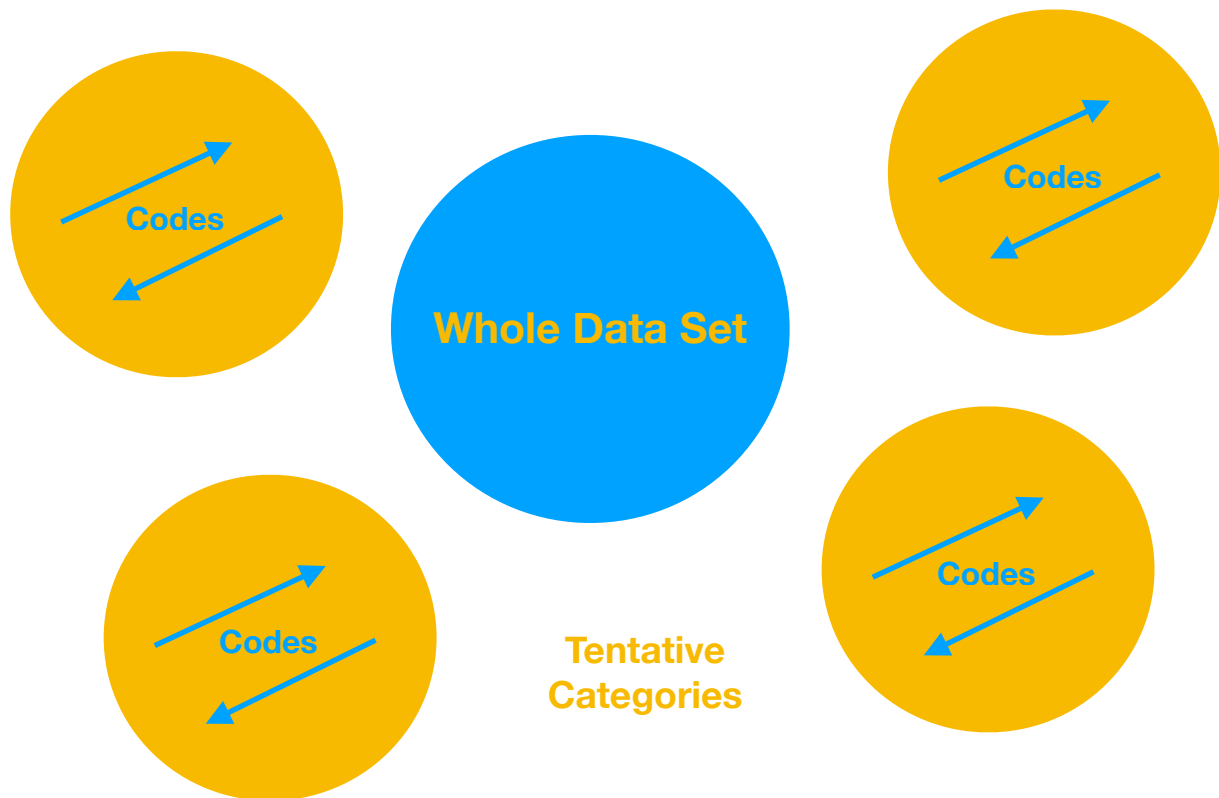 Codes
Codes
Whole Data Set
Codes
Codes
Tentative
Categories